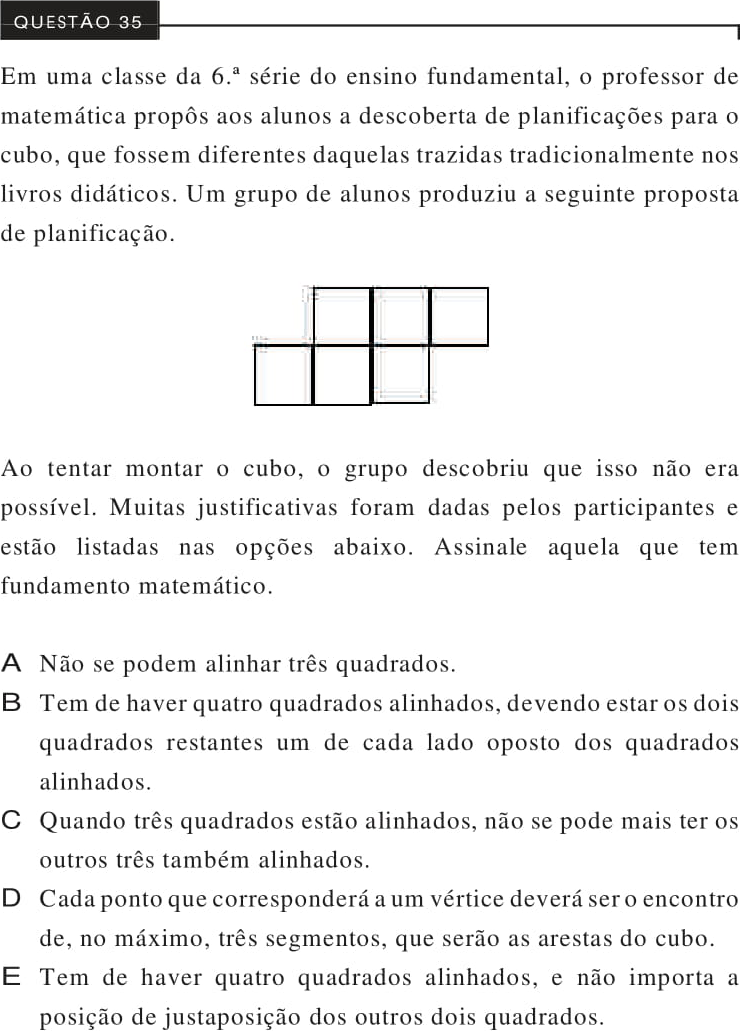 QUESTÃO 35
Em uma classe da 6.ª série do ensino fundamental, o professor de
matemática propôs aos alunos a descoberta de planificações para o
cubo, que fossem diferentes daquelas trazidas tradicionalmente nos
livros didáticos. Um grupo de alunos produziu a seguinte proposta
de planificação.
Ao tentar montar o cubo, o grupo descobriu que isso não era
possível. Muitas justificativas foram dadas pelos participantes e
estão listadas nas opções abaixo. Assinale aquela que tem
fundamento matemático.
A Não se podem alinhar três quadrados.
B Tem de haver quatro quadrados alinhados, devendo estar os dois
quadrados restantes um de cada lado oposto dos quadrados
alinhados.
C Quando três quadrados estão alinhados, não se pode mais ter os
outros três também alinhados.
D Cada ponto que corresponderá a um vértice deverá ser o encontro
de, no máximo, três segmentos, que serão as arestas do cubo.
E Tem de haver quatro quadrados alinhados, e não importa a
posição de justaposição dos outros dois quadrados.